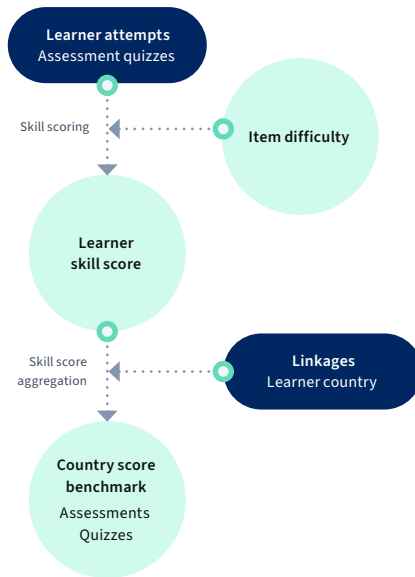 Learner attempts
Assessment quizzes
Skill scoring
Item difficulty
Learner
skill score
Skill score
aggregation
Linkages
Learner country
Country score
benchmark
Assessments
Quizzes